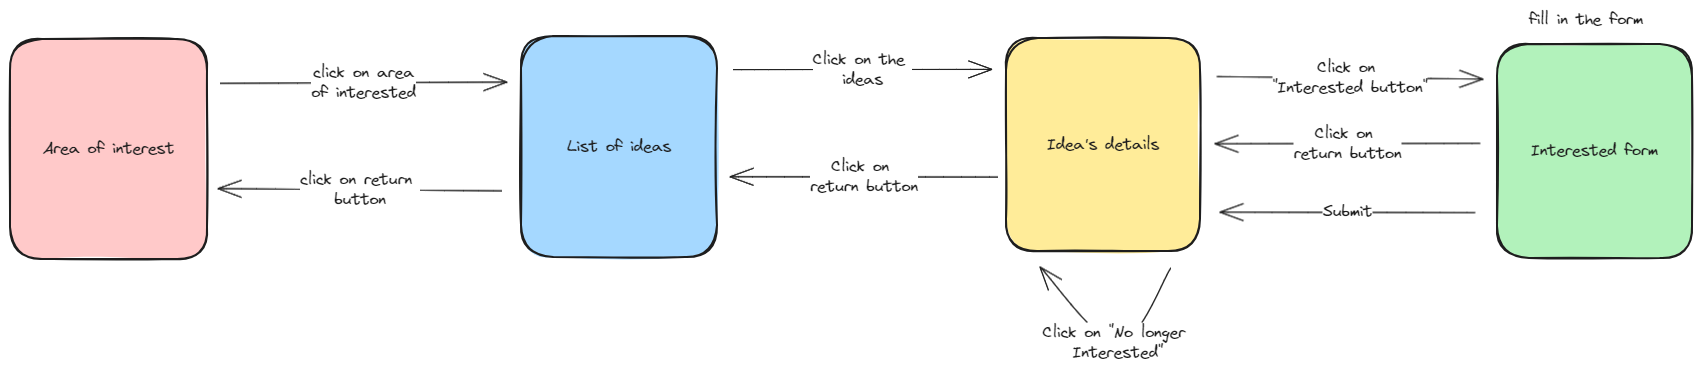 fill in the form
click on area
of interested
Click on the
ideas
Click on
"Interested button"
Area of interest
List of ideas
Idea's details
Interested form
Click on
return button
click on return
button
Click on
return button
Submit
Click on "No longer
Interested"